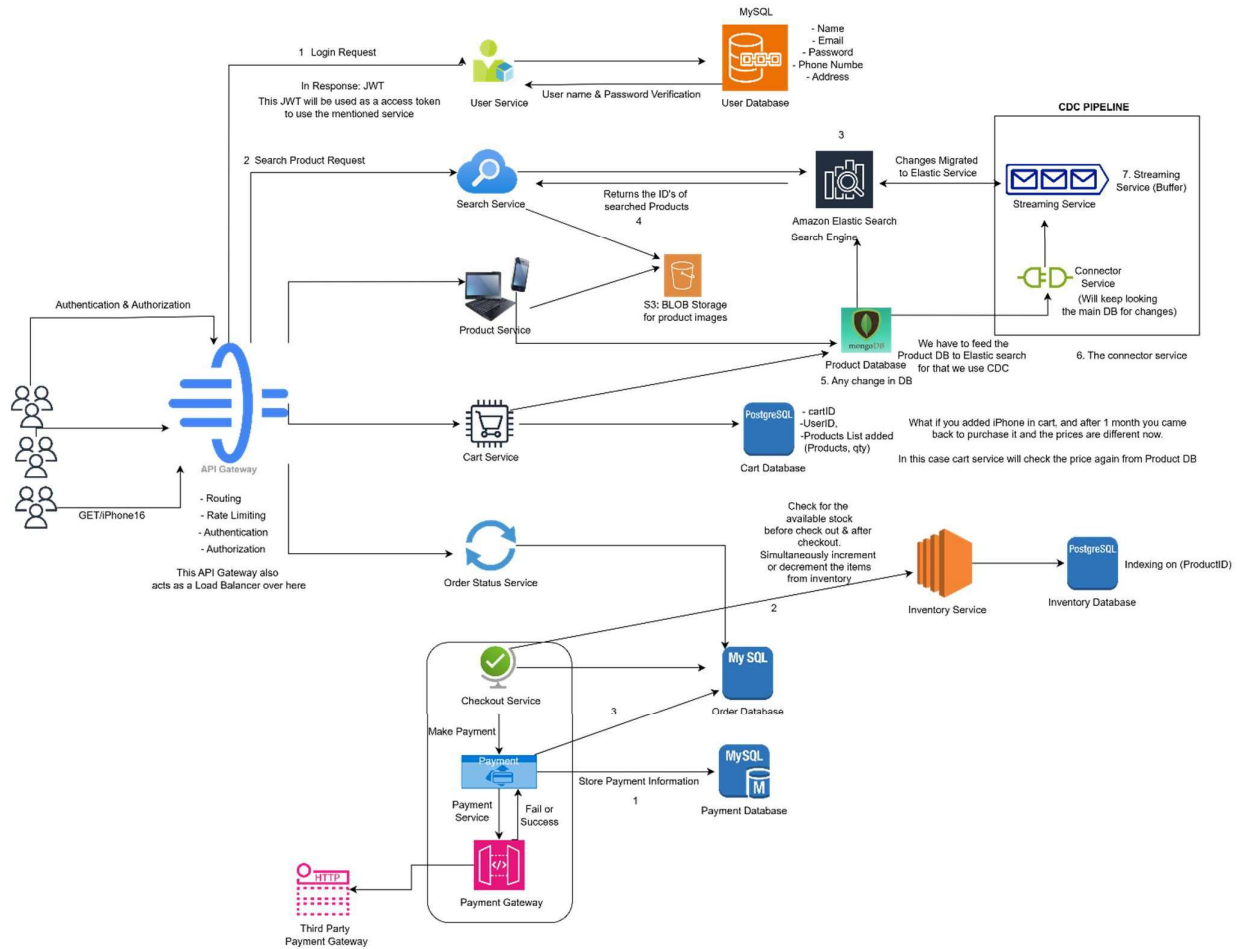 MySQL
- Name
- Email
- Password
- Phone Numbe
- Address
User Database
1 Login Request
In Response: JWT
This JWT will be used as a access token
to use the mentioned service
User Service
User name & Password Verification
CDC PIPELINE
2 Search Product Request
Search Service
Returns the ID's of
searched Products
4
3
Amazon Elastic Search
Search Engine
Changes Migrated
to Elastic Service
Streaming Service
7. Streaming
Service (Buffer)
Connector
Service
(Will keep looking
the main DB for changes)
6. The connector service
S3: BLOB Storage
for product images
Product Service
mongoDB
Product Database
5. Any change in DB
We have to feed the
Product DB to Elastic search
for that we use CDC
Authentication & Authorization
GET/iPhone16
API Gateway
- Routing
- Rate Limiting
- Authentication
- Authorization
This API Gateway also
acts as a Load Balancer over here
Cart Service
PostgreSQL
Cart Database
- cartID
-UserID,
-Products List added
(Products, qty)
What if you added iPhone in cart, and after 1 month you came
back to purchase it and the prices are different now.
In this case cart service will check the price again from Product DB
Order Status Service
Check for the
available stock
before check out & after
checkout.
Simultaneously increment
or decrement the items
from inventory
2
Inventory Service
PostgreSQL
Inventory Database
Indexing on (ProductID)
Checkout Service
My SQL
Order Database
3
Make Payment
Payment
Store Payment Information
1
MySQL
M
Payment Database
Payment
Service
Fail or
Success
</>
Payment Gateway
HTTP
Third Party
Payment Gateway